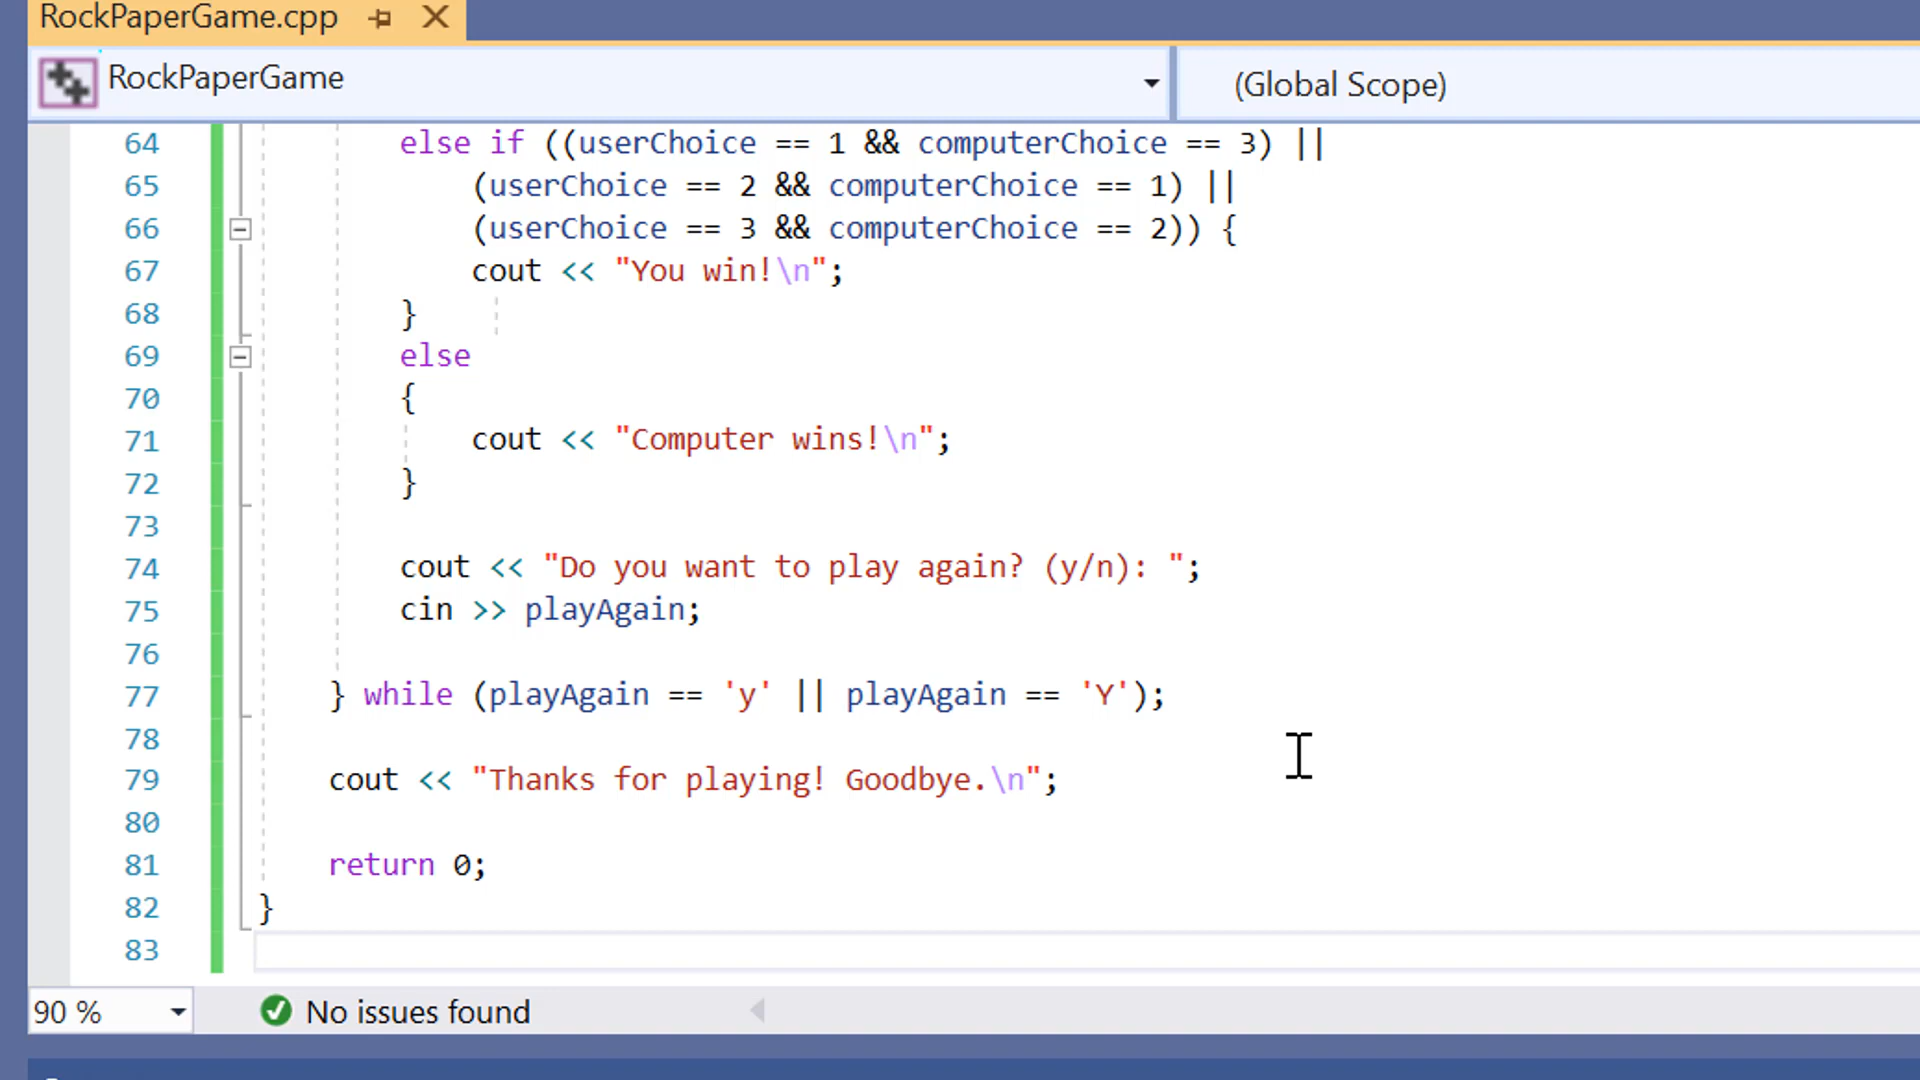 RockPaperGame.cpp
RockPaperGame (Global Scope)
64 else if ((userChoice == 1 && computerChoice == 3) ||
65 (userChoice == 2 && computerChoice == 1) ||
66 (userChoice == 3 && computerChoice == 2)) {
67 cout << "You win!\n";
68 }
69 else
70 {
71 cout << "Computer wins!\n";
72 }
73
74 cout << "Do you want to play again? (y/n): ";
75 cin >> playAgain;
76
77 } while (playAgain == 'y' || playAgain == 'Y');
78
79 cout << "Thanks for playing! Goodbye.\n";
80
81 return 0;
82 }
83
90 % No issues found